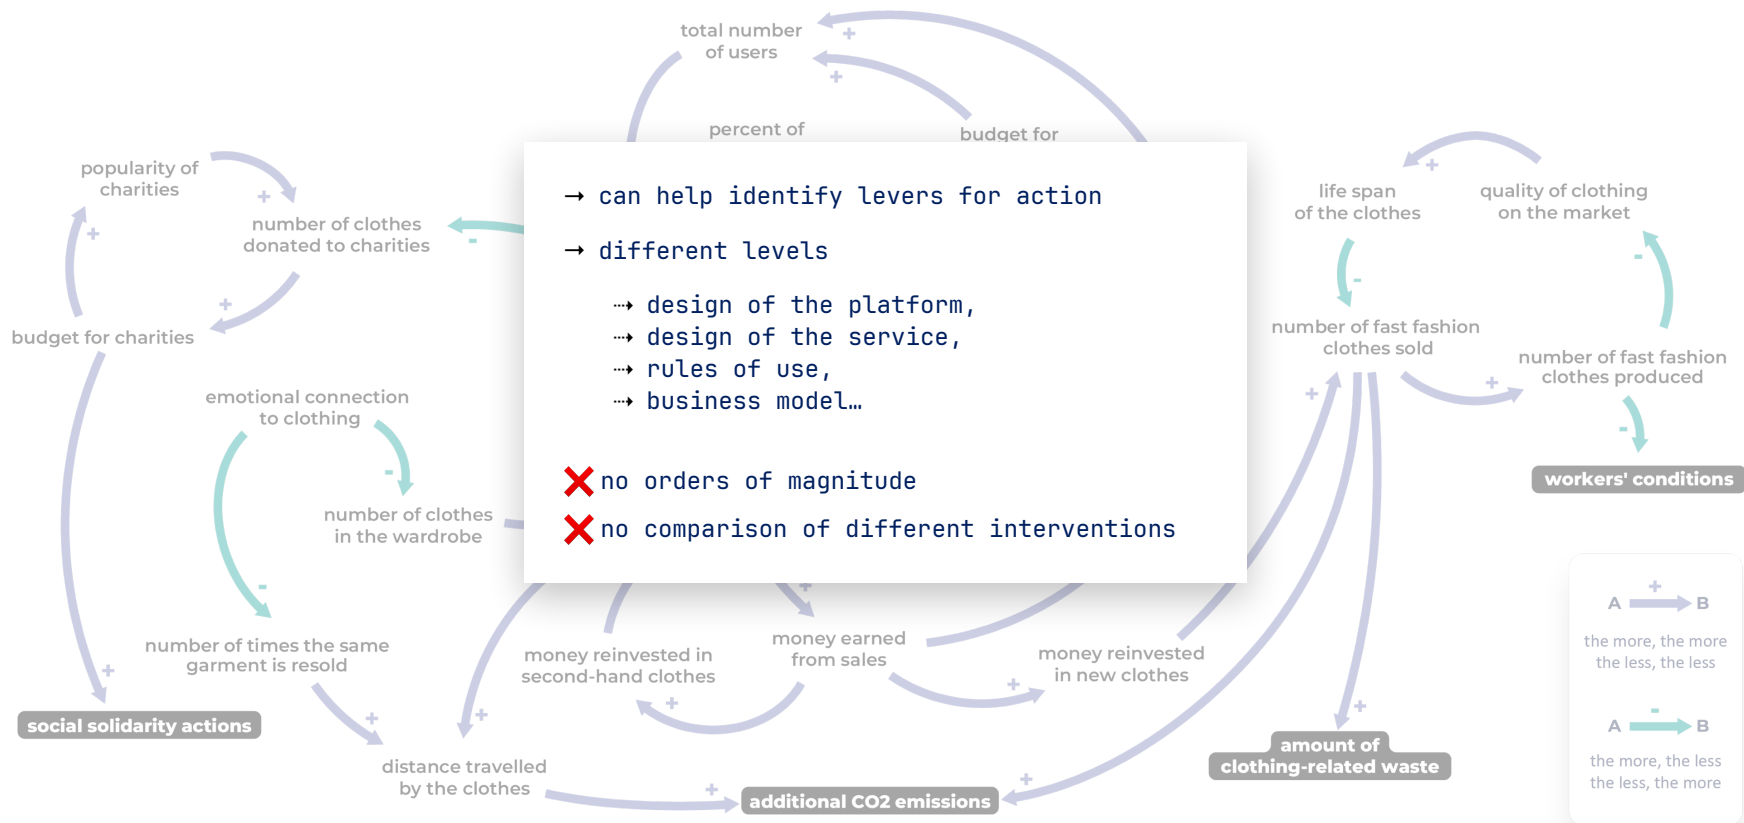 total number
of users
+
+
percent of
budget for
popularity of
charities
+
+
number of clothes
donated to charities
-
+
budget for charities
emotional connection
to clothing
-
-
number of clothes
in the wardrobe
number of times the same
garment is resold
+
+
social solidarity actions
→ can help identify levers for action
→ different levels
⇢ design of the platform,
⇢ design of the service,
⇢ rules of use,
⇢ business model…
❌ no orders of magnitude
❌ no comparison of different interventions
+
money reinvested in
second-hand clothes
+
+
money earned
from sales
+
money reinvested
in new clothes
distance travelled
by the clothes
+
additional CO2 emissions
+
life span
of the clothes
+
quality of clothing
on the market
-
-
number of fast fashion
clothes sold
+
+
number of fast fashion
clothes produced
-
workers' conditions
+
amount of
clothing-related waste
+
A B
the more, the more
the less, the less
-
A B
the more, the less
the less, the more